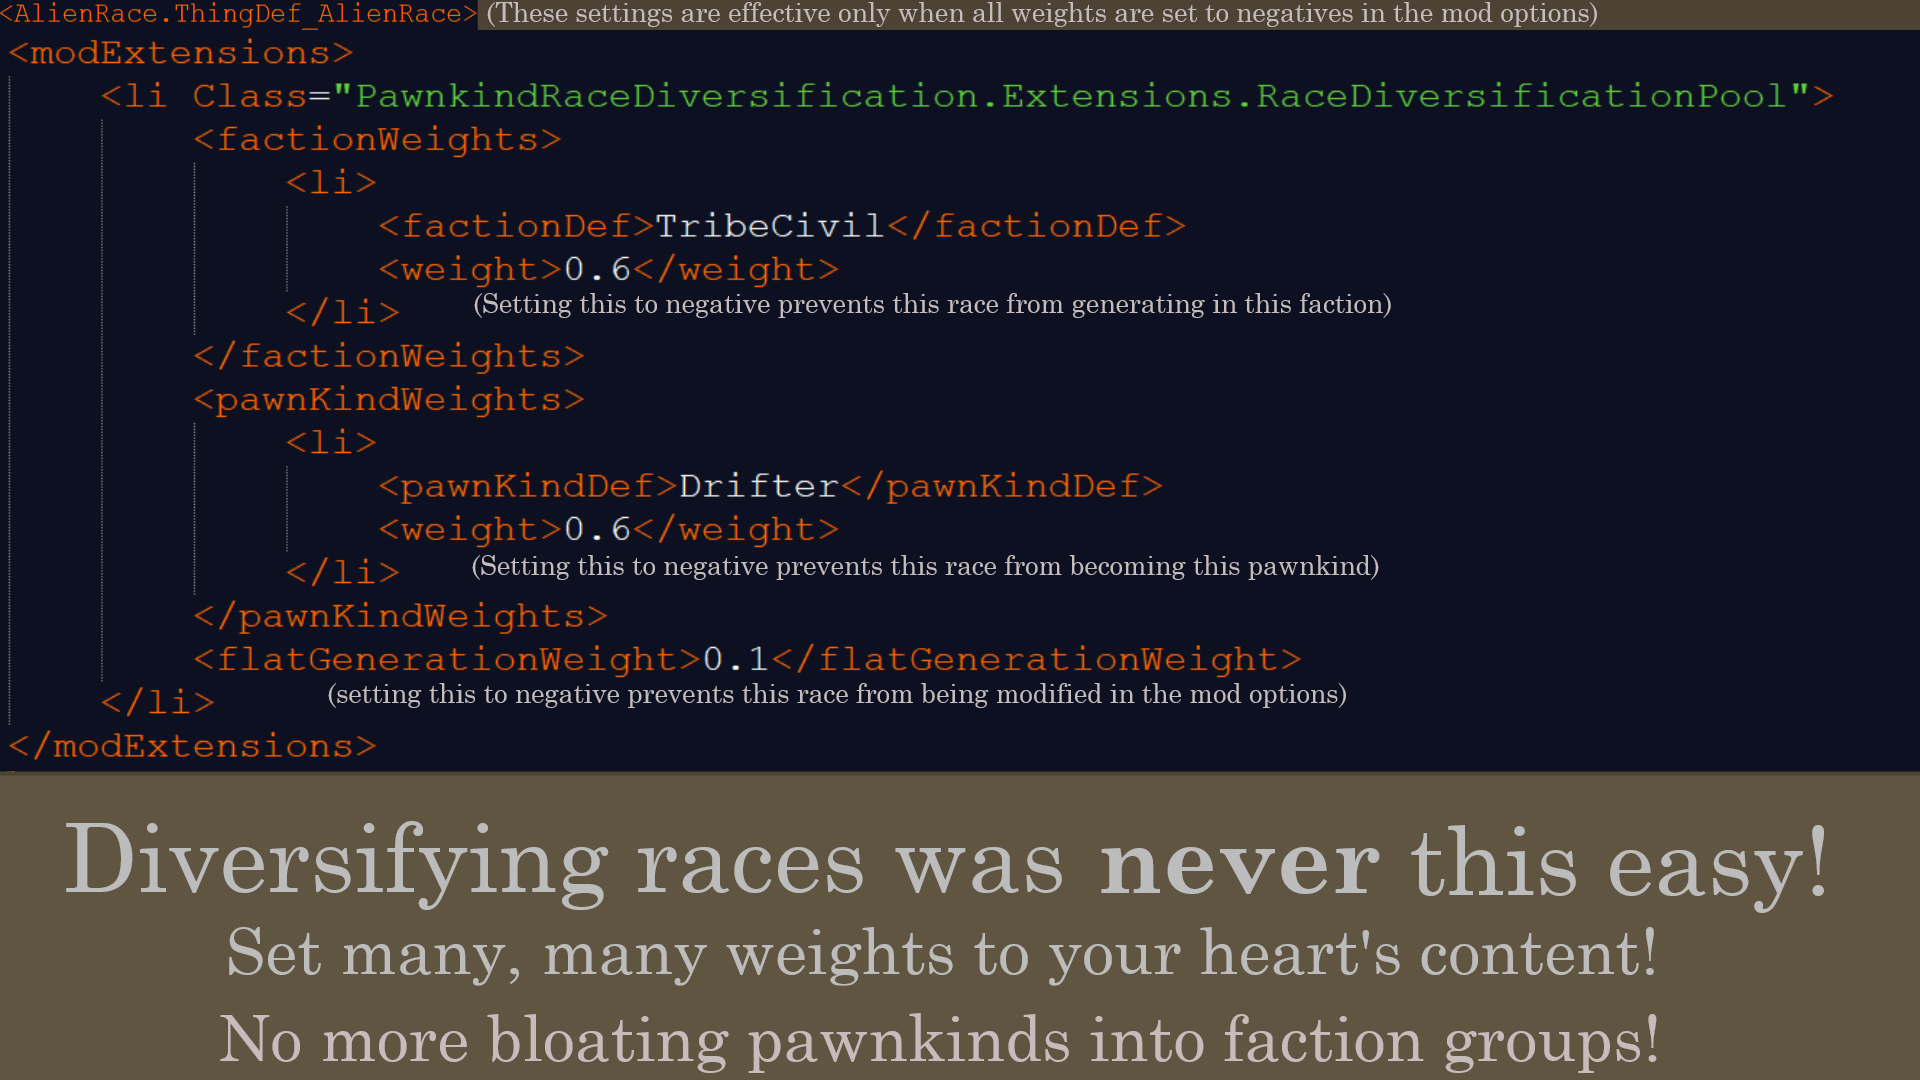 <AlienRace.ThingDef_AlienRace> (These settings are effective only when all weights are set to negatives in the mod options)
<modExtensions>
<li Class="PawnkindRaceDiversification.Extensions.RaceDiversificationPool">
<factionWeights>
<li>
<factionDef>TribeCivil</factionDef>
<weight>0.6</weight>
</li> (Setting this to negative prevents this race from generating in this faction)
</factionWeights>
<pawnKindWeights>
<li>
<pawnKindDef>Drifter</pawnKindDef>
<weight>0.6</weight>
</li> (Setting this to negative prevents this race from becoming this pawnkind)
</pawnKindWeights>
<flatGenerationWeight>0.1</flatGenerationWeight>
</li> (setting this to negative prevents this race from being modified in the mod options)
</modExtensions>
Diversifying races was never this easy!
Set many, many weights to your heart's content!
No more bloating pawnkinds into faction groups!